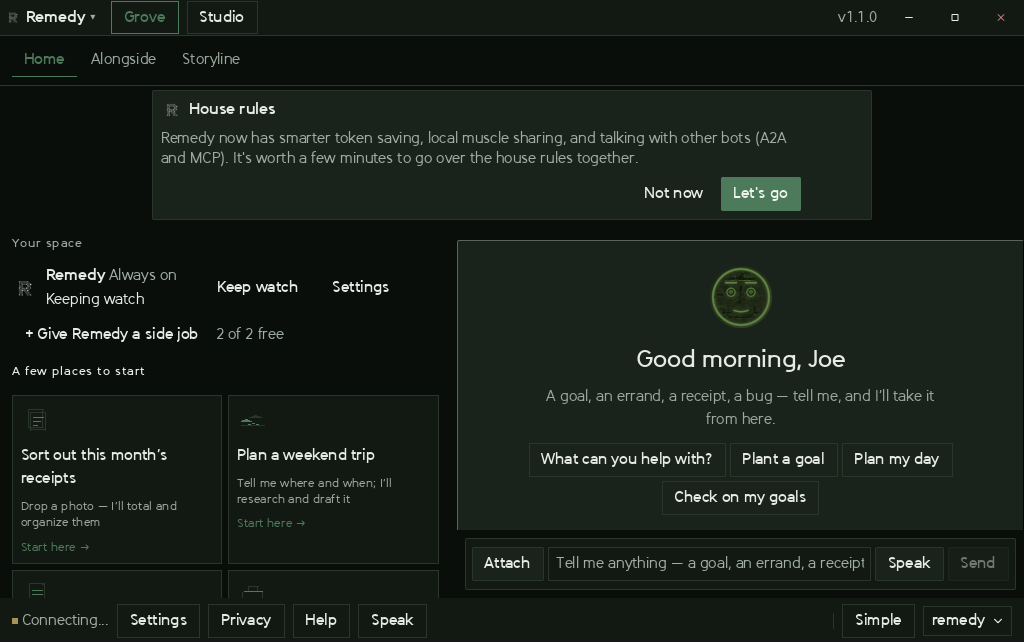 Remedy ▾ Grove Studio v1.1.0
Home Alongside Storyline
House rules
Remedy now has smarter token saving, local muscle sharing, and talking with other bots (A2A
and MCP). It's worth a few minutes to go over the house rules together.
Not now Let's go
Your space
Remedy Always on
Keeping watch
Keep watch Settings
+ Give Remedy a side job 2 of 2 free
A few places to start
Sort out this month's
receipts
Drop a photo — I'll total and
organize them
Start here →
Plan a weekend trip
Tell me where and when; I'll
research and draft it
Start here →
Good morning, Joe
A goal, an errand, a receipt, a bug — tell me, and I'll take it
from here.
What can you help with? Plant a goal Plan my day
Check on my goals
Attach Tell me anything — a goal, an errand, a receipt Speak Send
Connecting... Settings Privacy Help Speak Simple remedy